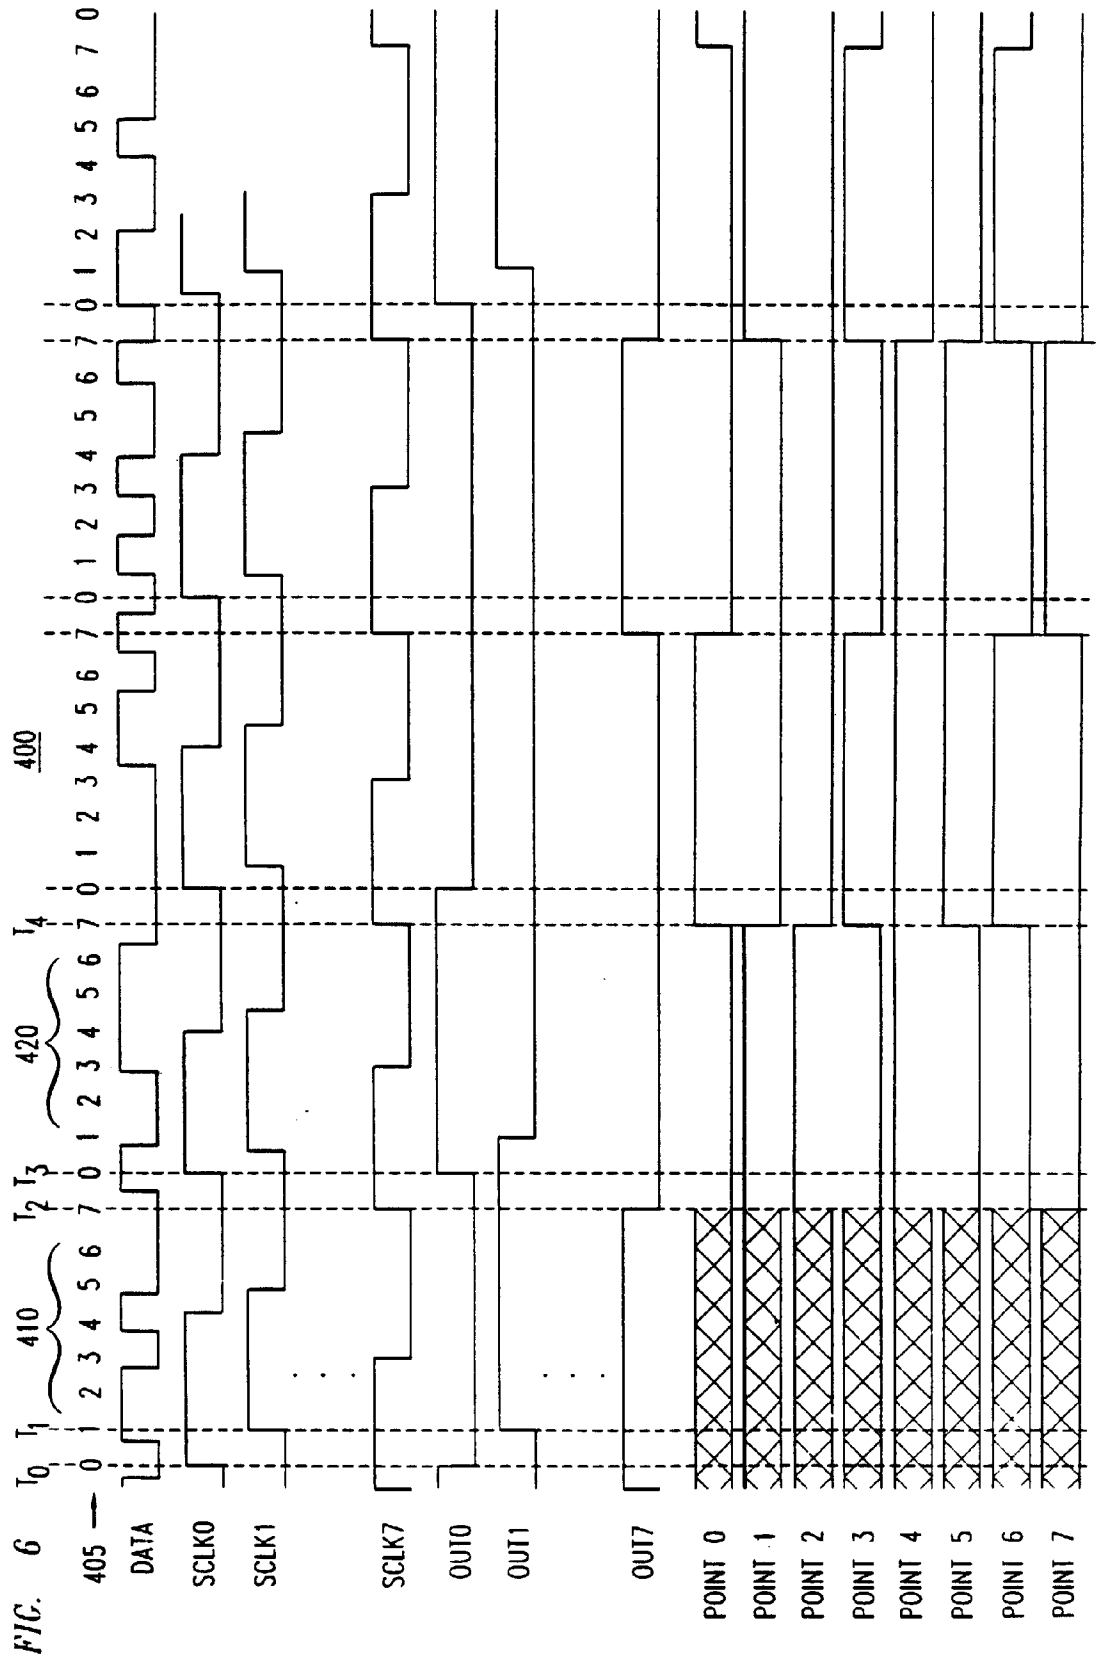 FIG. 6
400
T0 T1 T2 T3 T4
410 420
405 0 1 2 3 4 5 6 7 0 1 2 3 4 5 6 7 0 1 2 3 4 5 6 7 0 1 2 3 4 5 6 7 0 1 2 3 4 5 6 7 0
DATA
SCLK0
SCLK1
. . .
SCLK7
OUT0
OUT1
. . .
OUT7
POINT 0
POINT 1
POINT 2
POINT 3
POINT 4
POINT 5
POINT 6
POINT 7